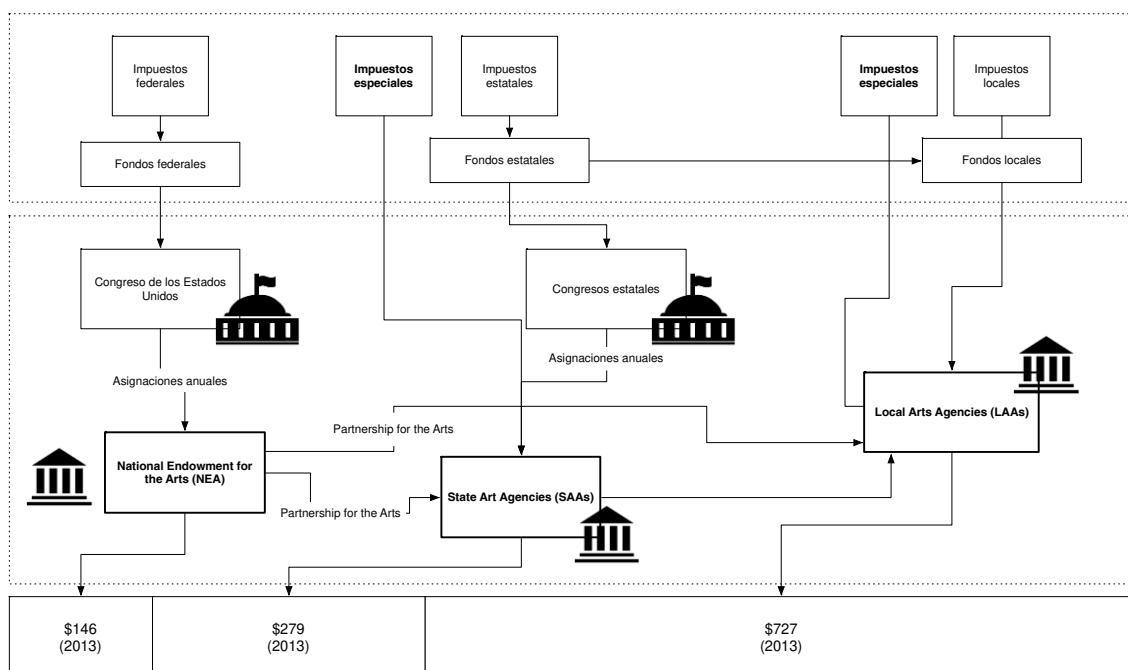 Impuestos
federales
Impuestos
especiales
Impuestos
estatales
Impuestos
especiales
Impuestos
locales
Fondos federales
Fondos estatales
Fondos locales
Congreso de los Estados
Unidos
Congresos estatales
Asignaciones anuales
Asignaciones anuales
Local Arts Agencies (LAAs)
Partnership for the Arts
National Endowment for
the Arts (NEA)
State Art Agencies (SAAs)
Partnership for the Arts
$146
(2013)
$279
(2013)
$727
(2013)